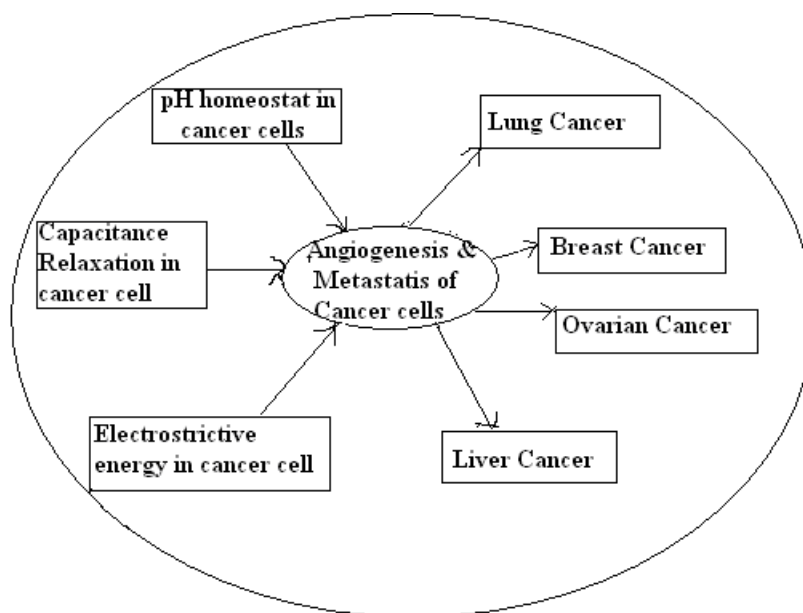 pH homeostat in
cancer cells
Lung Cancer
Capacitance
Relaxation in
cancer cell
Angiogenesis &
Metastatis of
Cancer cells
Breast Cancer
Ovarian Cancer
Electrostrictive
energy in cancer cell
Liver Cancer